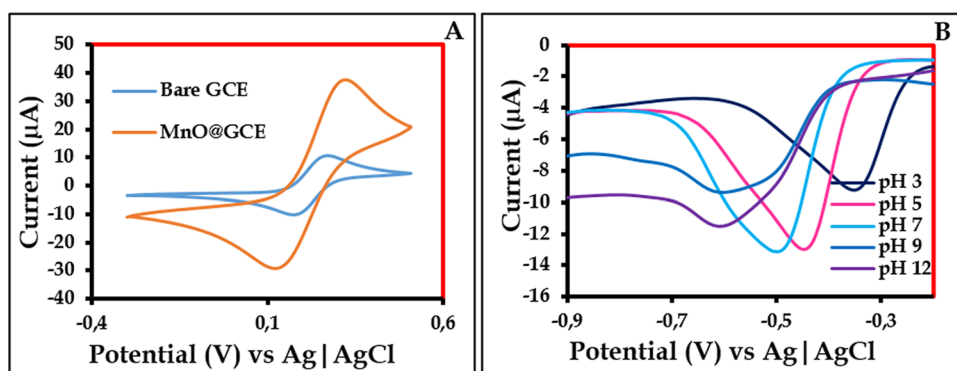 A
50
40
30
20
10
0
-10
-20
-30
-40
Current (µA)
Bare GCE
MnO@GCE
-0,4
0,1
0,6
Potential (V) vs Ag|AgCl
B
0
-2
-4
-6
-8
-10
-12
-14
-16
Current (µA)
pH 3
pH 5
pH 7
pH 9
pH 12
-0,9
-0,7
-0,5
-0,3
Potential (V) vs Ag|AgCl